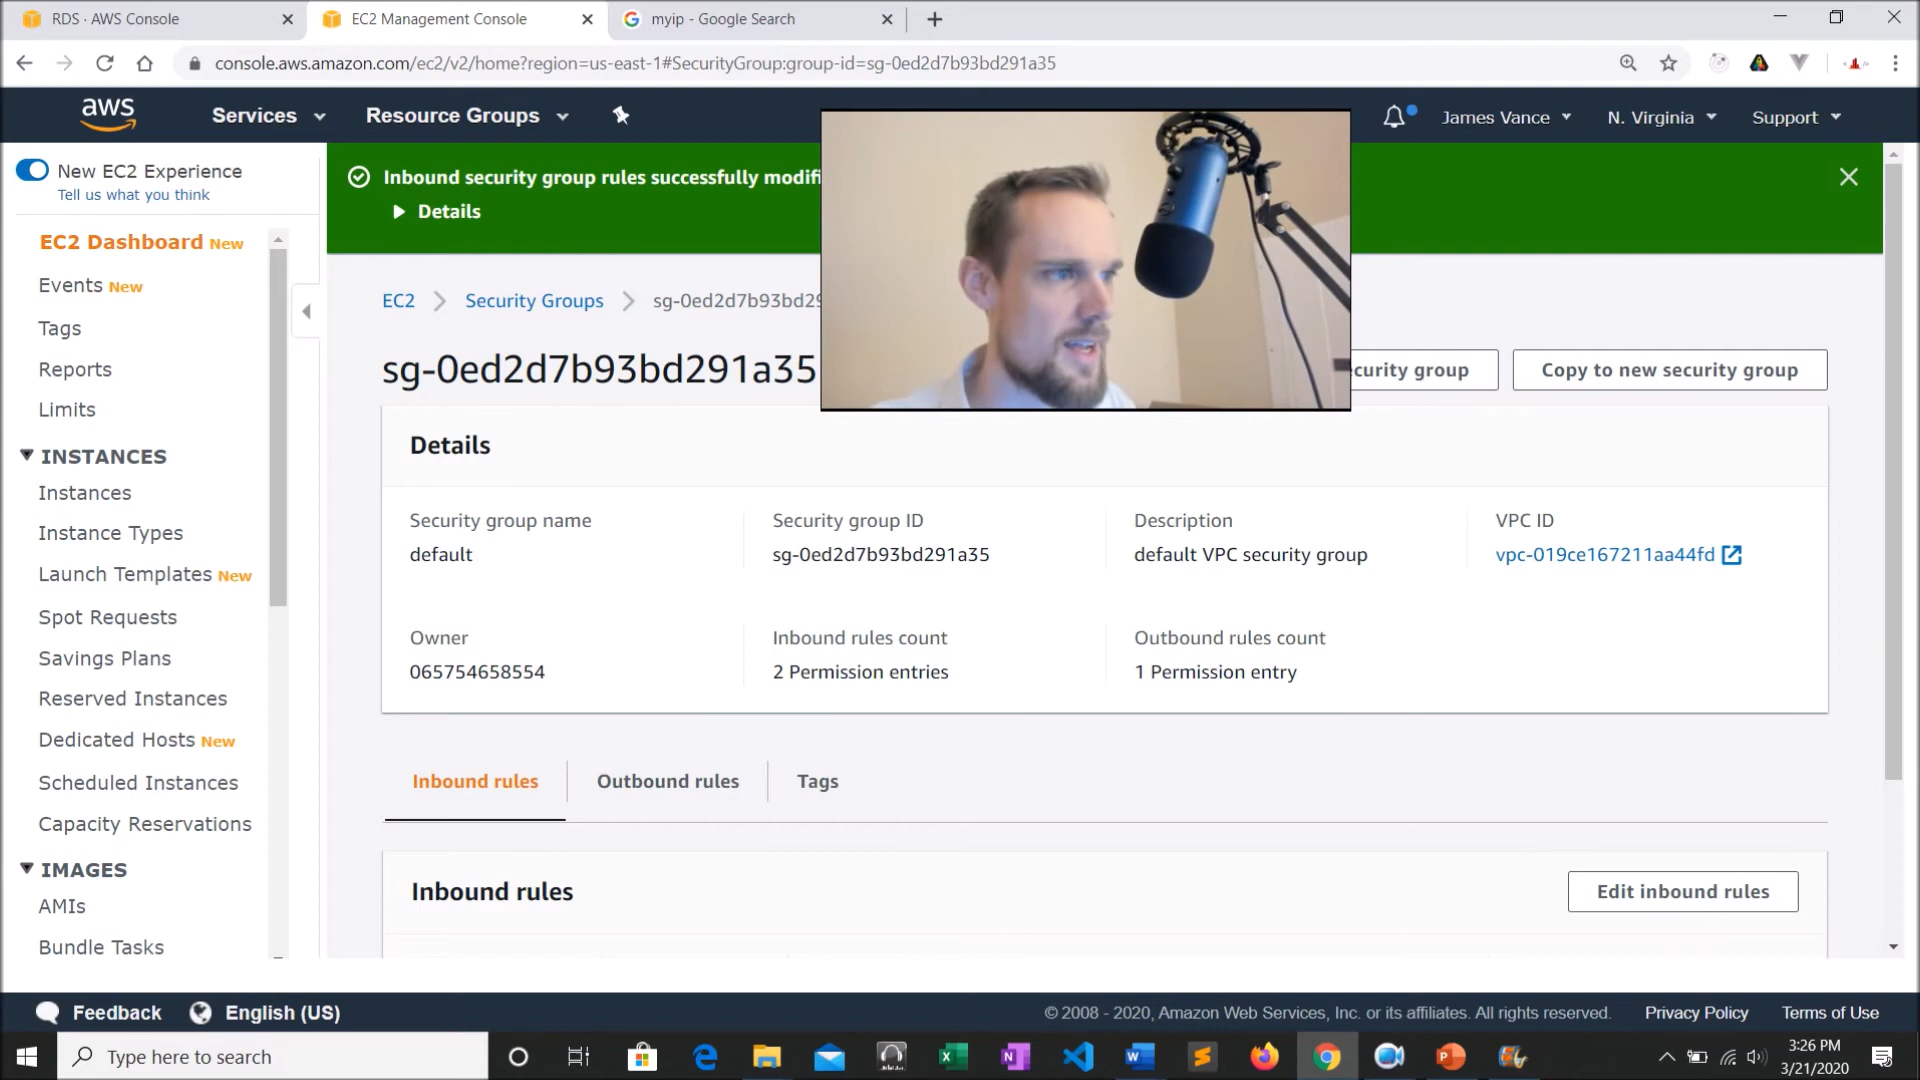 RDS · AWS Console
EC2 Management Console
myip - Google Search
console.aws.amazon.com/ec2/v2/home?region=us-east-1#SecurityGroup:group-id=sg-0ed2d7b93bd291a35
aws
Services
Resource Groups
James Vance
N. Virginia
Support
New EC2 Experience
Tell us what you think
EC2 Dashboard New
Events New
Tags
Reports
Limits
INSTANCES
Instances
Instance Types
Launch Templates New
Spot Requests
Savings Plans
Reserved Instances
Dedicated Hosts New
Scheduled Instances
Capacity Reservations
IMAGES
AMIs
Bundle Tasks
Inbound security group rules successfully modifi
Details
EC2 > Security Groups > sg-0ed2d7b93bd29
sg-0ed2d7b93bd291a35
curity group
Copy to new security group
Details
Security group name
default
Security group ID
sg-0ed2d7b93bd291a35
Description
default VPC security group
VPC ID
vpc-019ce167211aa44fd
Owner
065754658554
Inbound rules count
2 Permission entries
Outbound rules count
1 Permission entry
Inbound rules
Outbound rules
Tags
Inbound rules
Edit inbound rules
Feedback
English (US)
© 2008 - 2020, Amazon Web Services, Inc. or its affiliates. All rights reserved.
Privacy Policy
Terms of Use
Type here to search
3:26 PM
3/21/2020